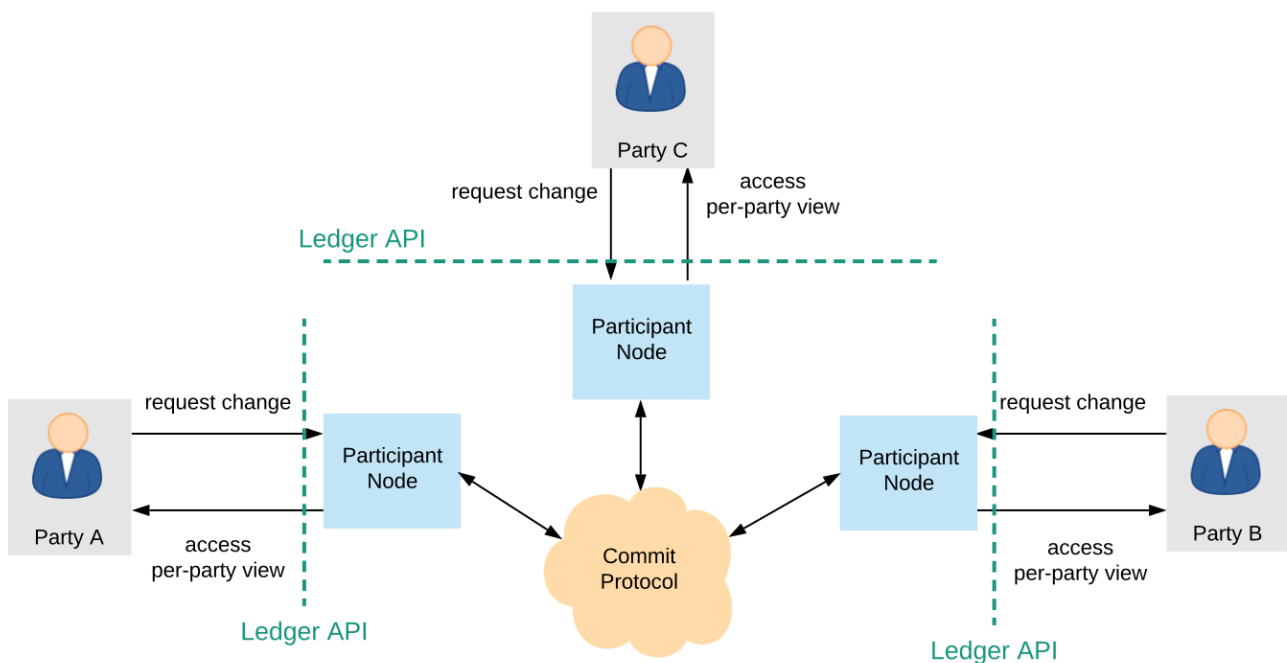 Party C
request change
access
per-party view
Ledger API
Participant
Node
request change
Participant
Node
access
per-party view
Party A
Ledger API
Commit
Protocol
Participant
Node
request change
access
per-party view
Party B
Ledger API